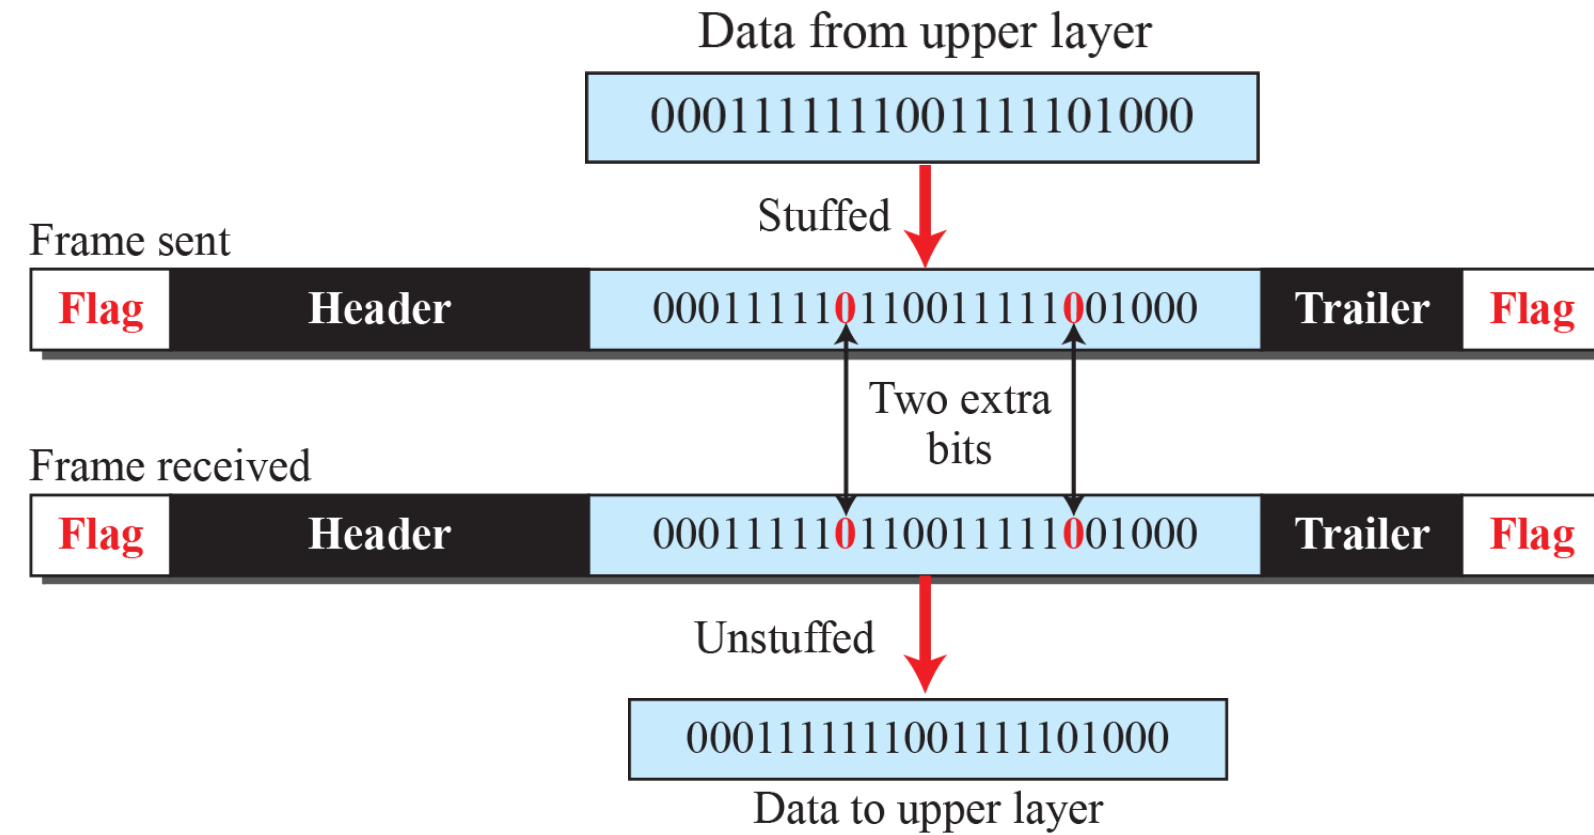 Data from upper layer
0001111111001111101000
Stuffed
Frame sent
Flag Header 000111110110011111001000 Trailer Flag
Two extra
bits
Frame received
Flag Header 000111110110011111001000 Trailer Flag
Unstuffed
0001111111001111101000
Data to upper layer